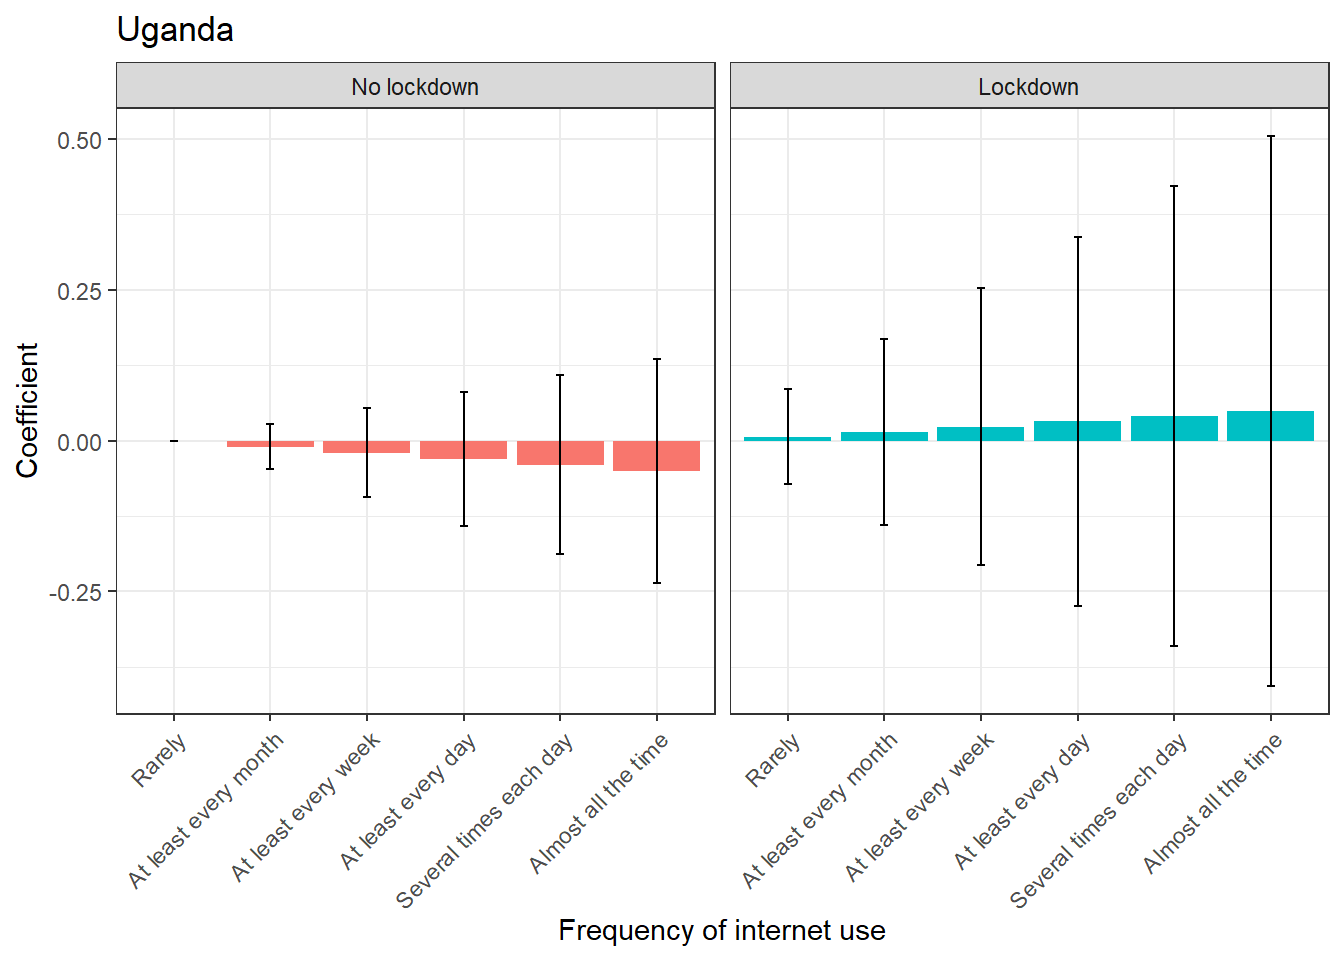 Uganda
No lockdown
Lockdown
Coefficient
0.50
0.25
0.00
-0.25
Rarely
At least every month
At least every week
At least every day
Several times each day
Almost all the time
Rarely
At least every month
At least every week
At least every day
Several times each day
Almost all the time
Frequency of internet use